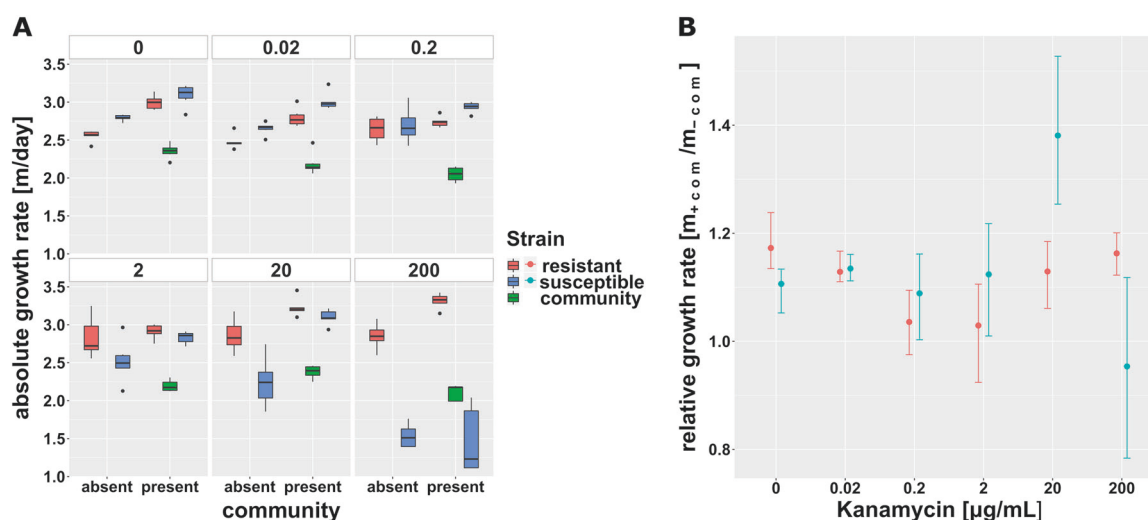 A
0 0.02 0.2
3.5
3.0
2.5
2.0
1.5
1.0
2 20 200
3.5
3.0
2.5
2.0
1.5
1.0
absent present absent present absent present
community
absolute growth rate [m/day]
Strain
resistant
susceptible
community
B
relative growth rate [m+com/m-com]
1.4
1.2
1.0
0.8
0 0.02 0.2 2 20 200
Kanamycin [µg/mL]